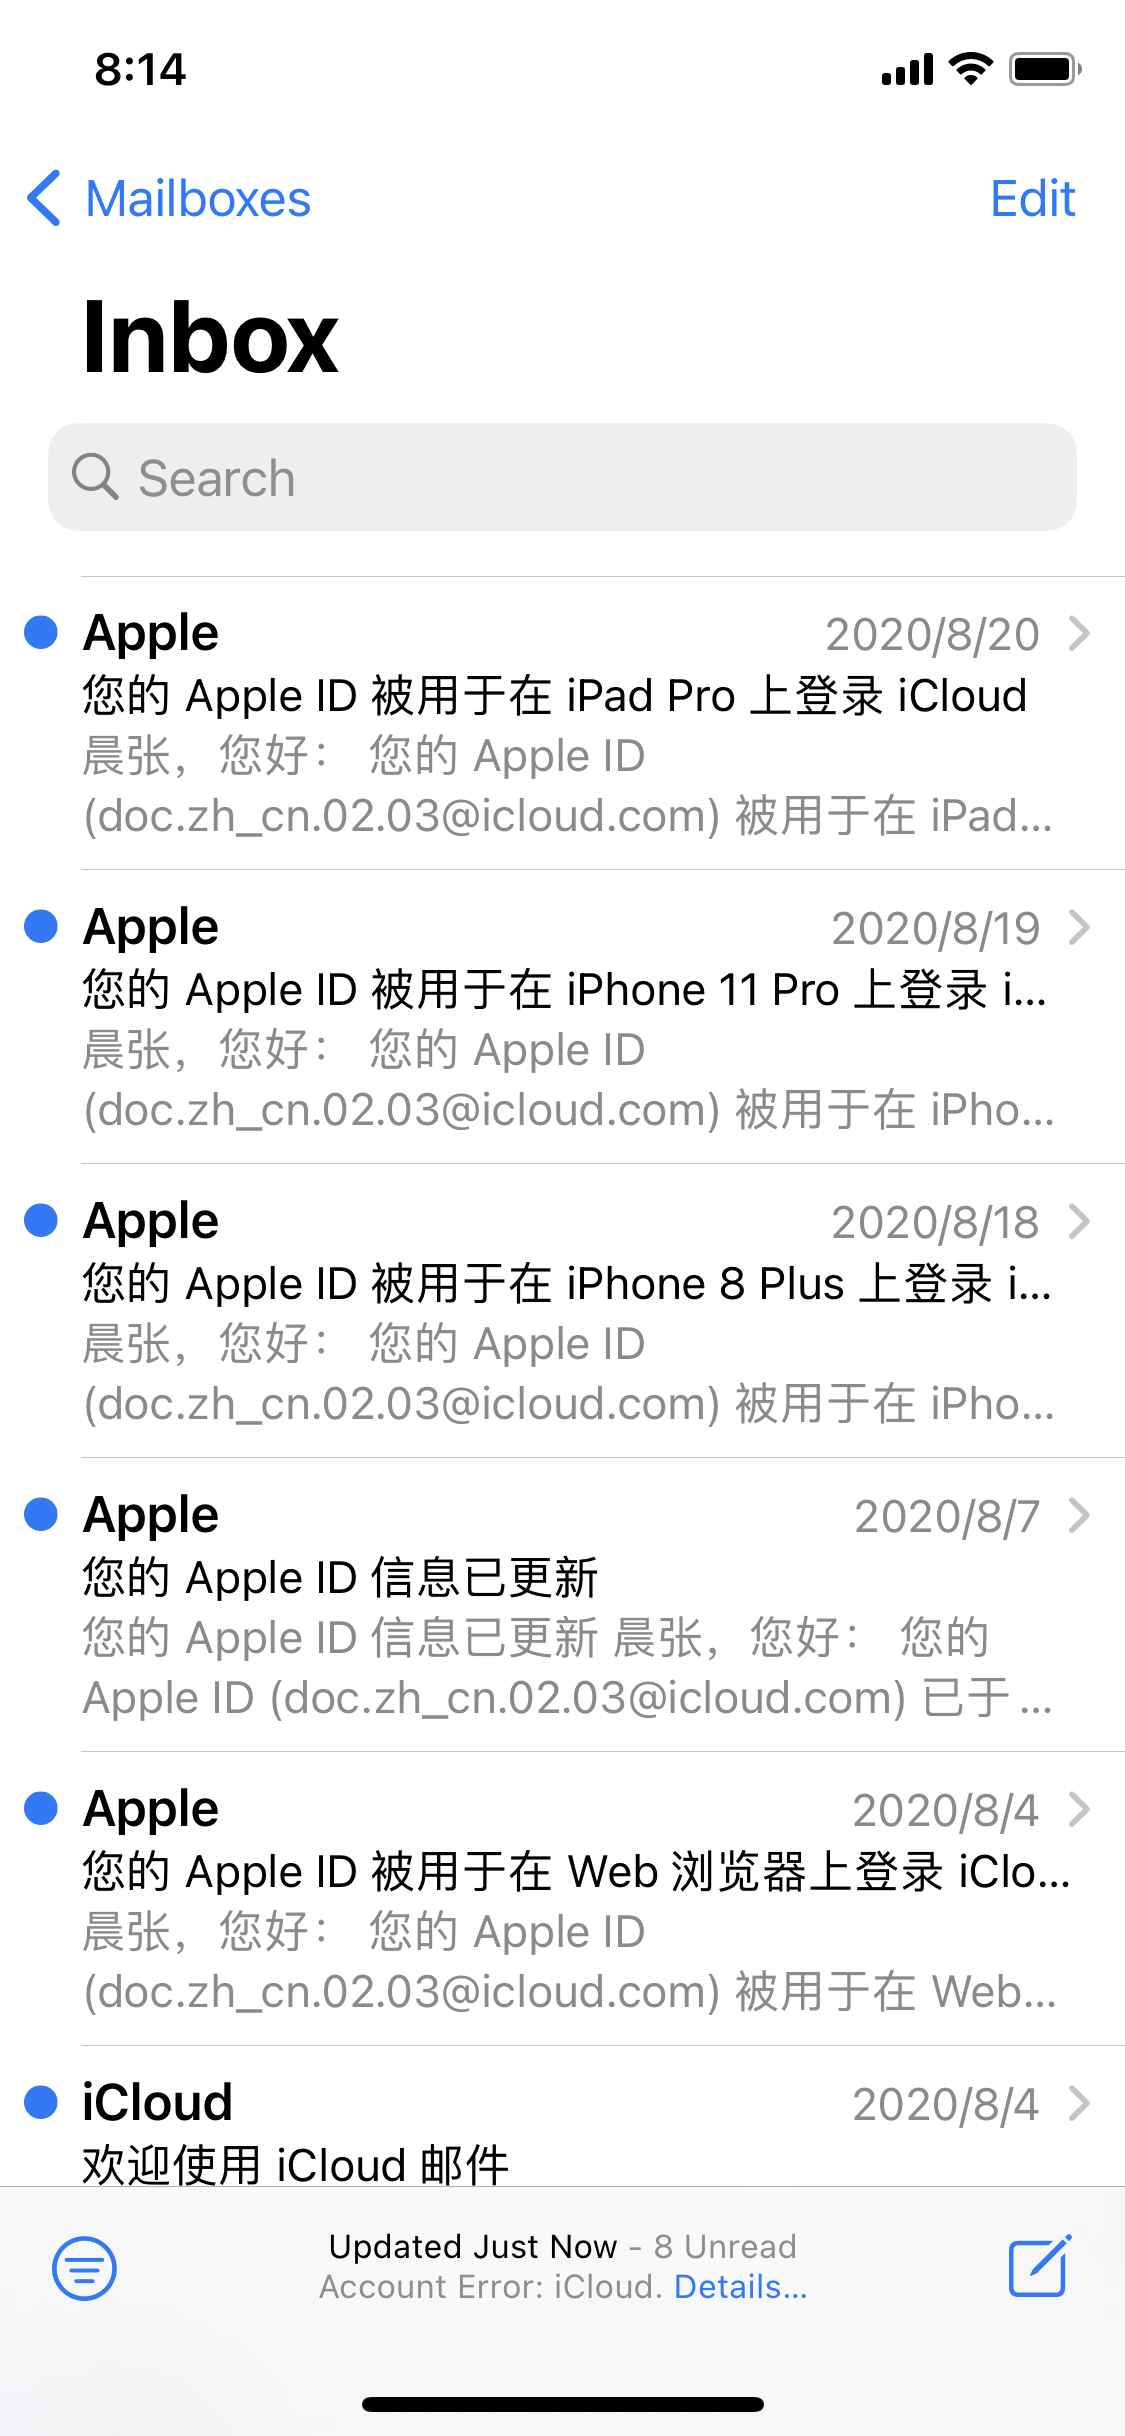 8:14
Mailboxes
Edit
Inbox
Search
Apple 2020/8/20
您的 Apple ID 被用于在 iPad Pro 上登录 iCloud
晨张，您好： 您的 Apple ID
(doc.zh_cn.02.03@icloud.com) 被用于在 iPad...
Apple 2020/8/19
您的 Apple ID 被用于在 iPhone 11 Pro 上登录 i...
晨张，您好： 您的 Apple ID
(doc.zh_cn.02.03@icloud.com) 被用于在 iPho...
Apple 2020/8/18
您的 Apple ID 被用于在 iPhone 8 Plus 上登录 i...
晨张，您好： 您的 Apple ID
(doc.zh_cn.02.03@icloud.com) 被用于在 iPho...
Apple 2020/8/7
您的 Apple ID 信息已更新
您的 Apple ID 信息已更新 晨张，您好： 您的
Apple ID (doc.zh_cn.02.03@icloud.com) 已于 ...
Apple 2020/8/4
您的 Apple ID 被用于在 Web 浏览器上登录 iClo...
晨张，您好： 您的 Apple ID
(doc.zh_cn.02.03@icloud.com) 被用于在 Web...
iCloud 2020/8/4
欢迎使用 iCloud 邮件
Updated Just Now - 8 Unread
Account Error: iCloud. Details...